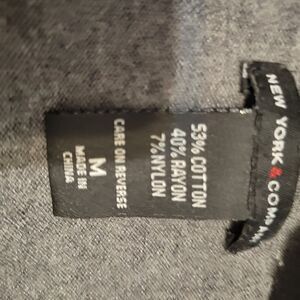 NEW YORK & COMPANY
53% COTTON
40% RAYON
7% NYLON
CARE ON REVERSE
M
MADE IN
CHINA